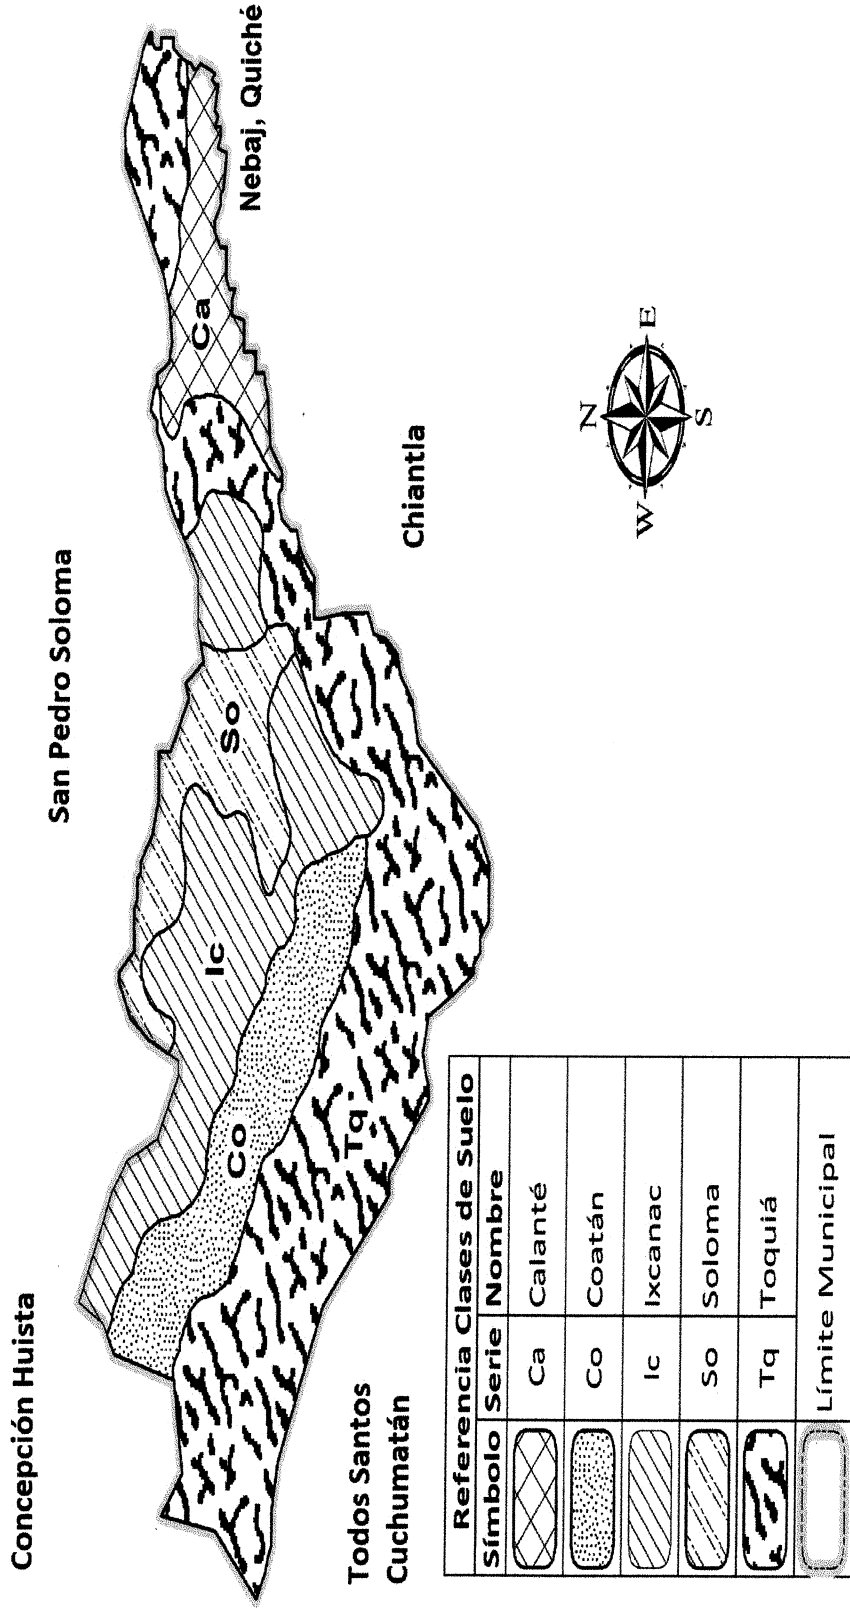 Concepción Huista
San Pedro Soloma
Nebaj, Quiché
Ca
So
Ic
Co
Tq
Chiantla
Todos Santos
Cuchumatán
N
W
E
S
Referencia Clases de Suelo
Símbolo Serie Nombre
Ca Calanté
Co Coatán
Ic Ixcanac
So Soloma
Tq Toquiá
Límite Municipal